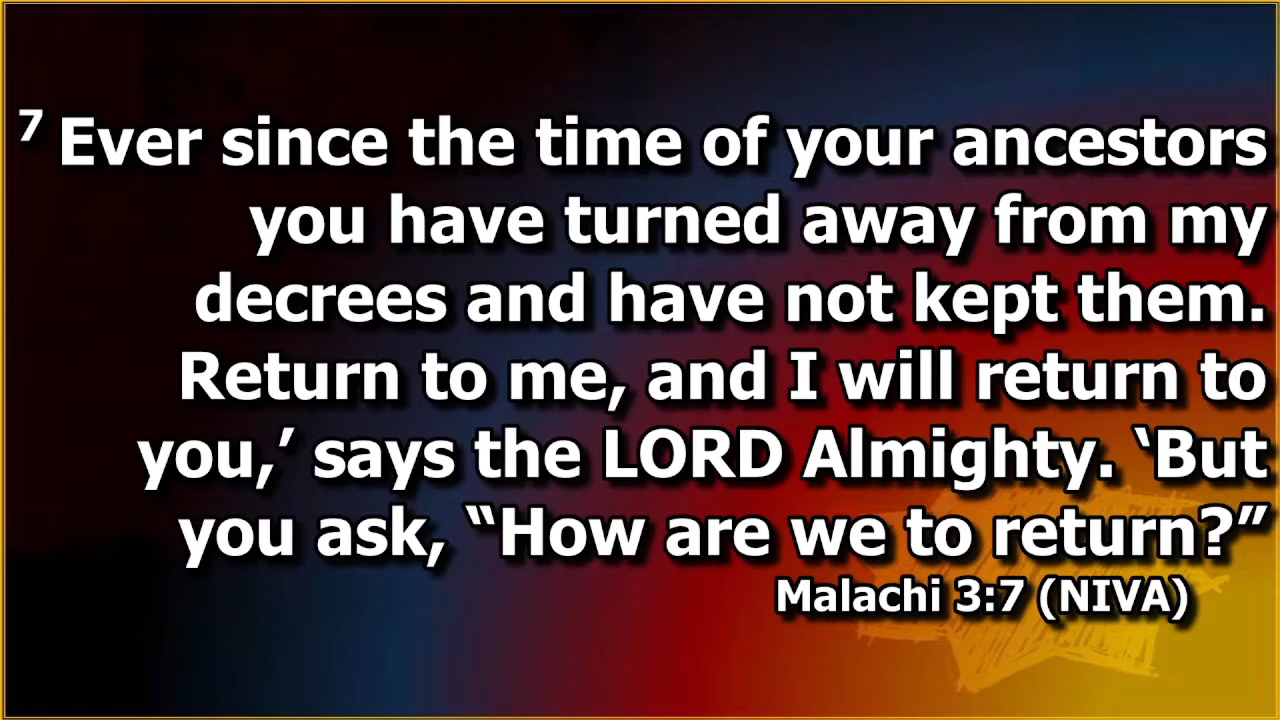 7 Ever since the time of your ancestors
you have turned away from my
decrees and have not kept them.
Return to me, and I will return to
you,’ says the LORD Almighty. ‘But
you ask, “How are we to return?”
Malachi 3:7 (NIVA)